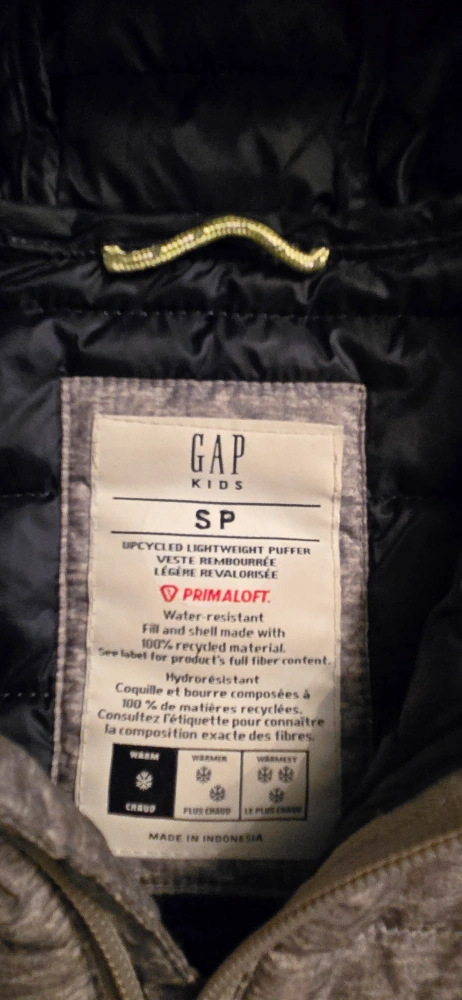 GAP
KIDS
SP
UPCYCLED LIGHTWEIGHT PUFFER
VESTE REMBOURRÉE
LÉGÈRE REVALORISÉE
PRIMALOFT.
Water-resistant
Fill and shell made with
100% recycled material.
See label for product's full fiber content.
Hydrorésistant
Coquille et bourre composées à
100 % de matières recyclées.
Consultez l'étiquette pour connaître
la composition exacte des fibres.
WARM WARMER WARMEST
CHAUD PLUS CHAUD LE PLUS CHAUD
MADE IN INDONESIA